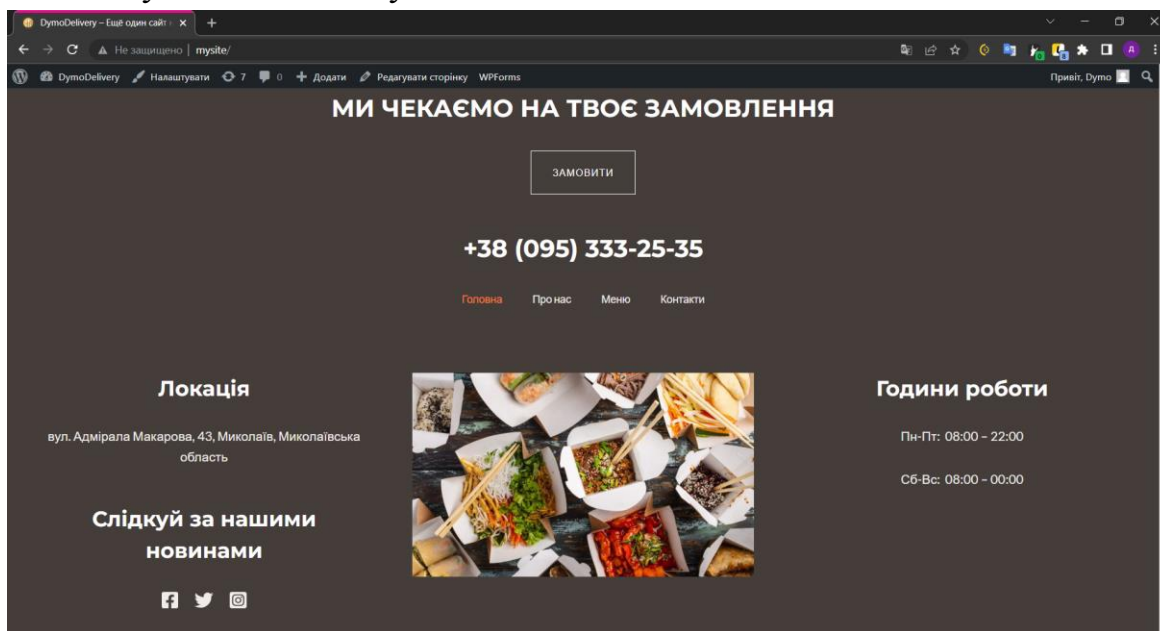 DymoDelivery – Ещё один сайт
Не защищено | mysite/
DymoDelivery Налаштувати 7 0 Додати Редагувати сторінку WPForms Привіт, Dymo
МИ ЧЕКАЄМО НА ТВОЄ ЗАМОВЛЕННЯ
ЗАМОВИТИ
+38 (095) 333-25-35
Головна Про нас Меню Контакти
Локація
вул. Адмірала Макарова, 43, Миколаїв, Миколаївська
область
Слідкуй за нашими
новинами
Години роботи
Пн-Пт: 08:00 – 22:00
Сб-Вс: 08:00 – 00:00